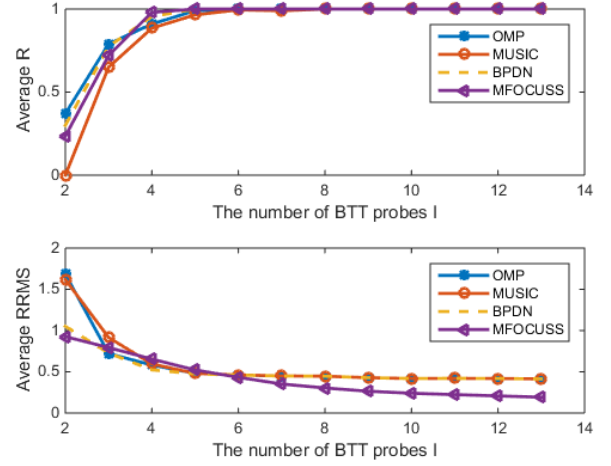 1
0.5
0
Average R
2
4
6
8
10
12
14
The number of BTT probes I
OMP
MUSIC
BPDN
MFOCUSS
2
1.5
1
0.5
0
Average RRMS
2
4
6
8
10
12
14
The number of BTT probes I
OMP
MUSIC
BPDN
MFOCUSS